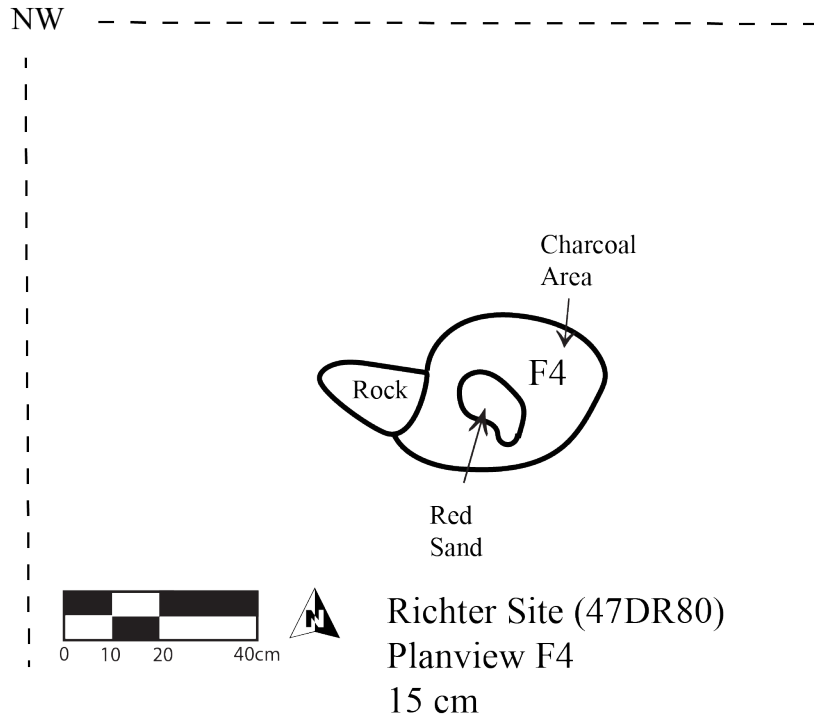 NW
Charcoal
Area
F4
Rock
Red
Sand
0 10 20 40cm
N
Richter Site (47DR80)
Planview F4
15 cm